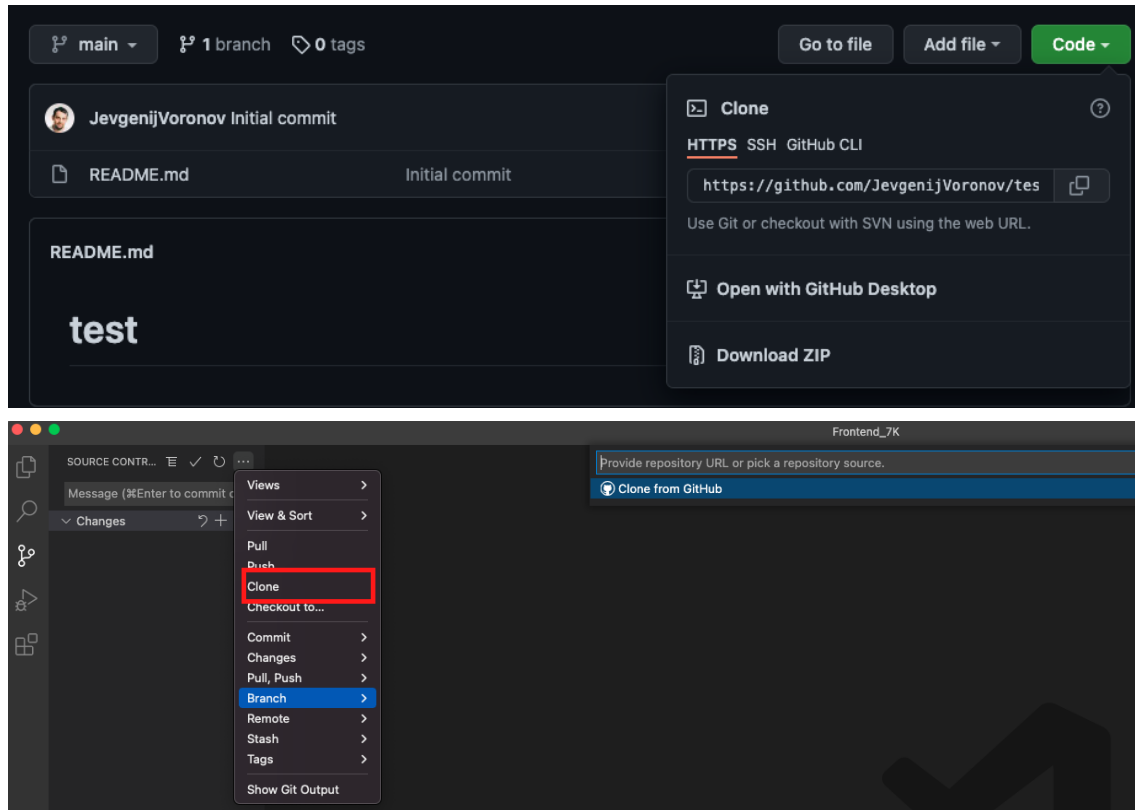 main
1 branch
0 tags
Go to file
Add file
Code
JevgenijVoronov Initial commit
README.md
Initial commit
README.md
test
Clone
HTTPS SSH GitHub CLI
https://github.com/JevgenijVoronov/tes
Use Git or checkout with SVN using the web URL.
Open with GitHub Desktop
Download ZIP
Frontend_7K
SOURCE CONTR...
Message (⌘Enter to commit
Changes
Views
View & Sort
Pull
Push
Clone
Checkout to...
Commit
Changes
Pull, Push
Branch
Remote
Stash
Tags
Show Git Output
Provide repository URL or pick a repository source.
Clone from GitHub